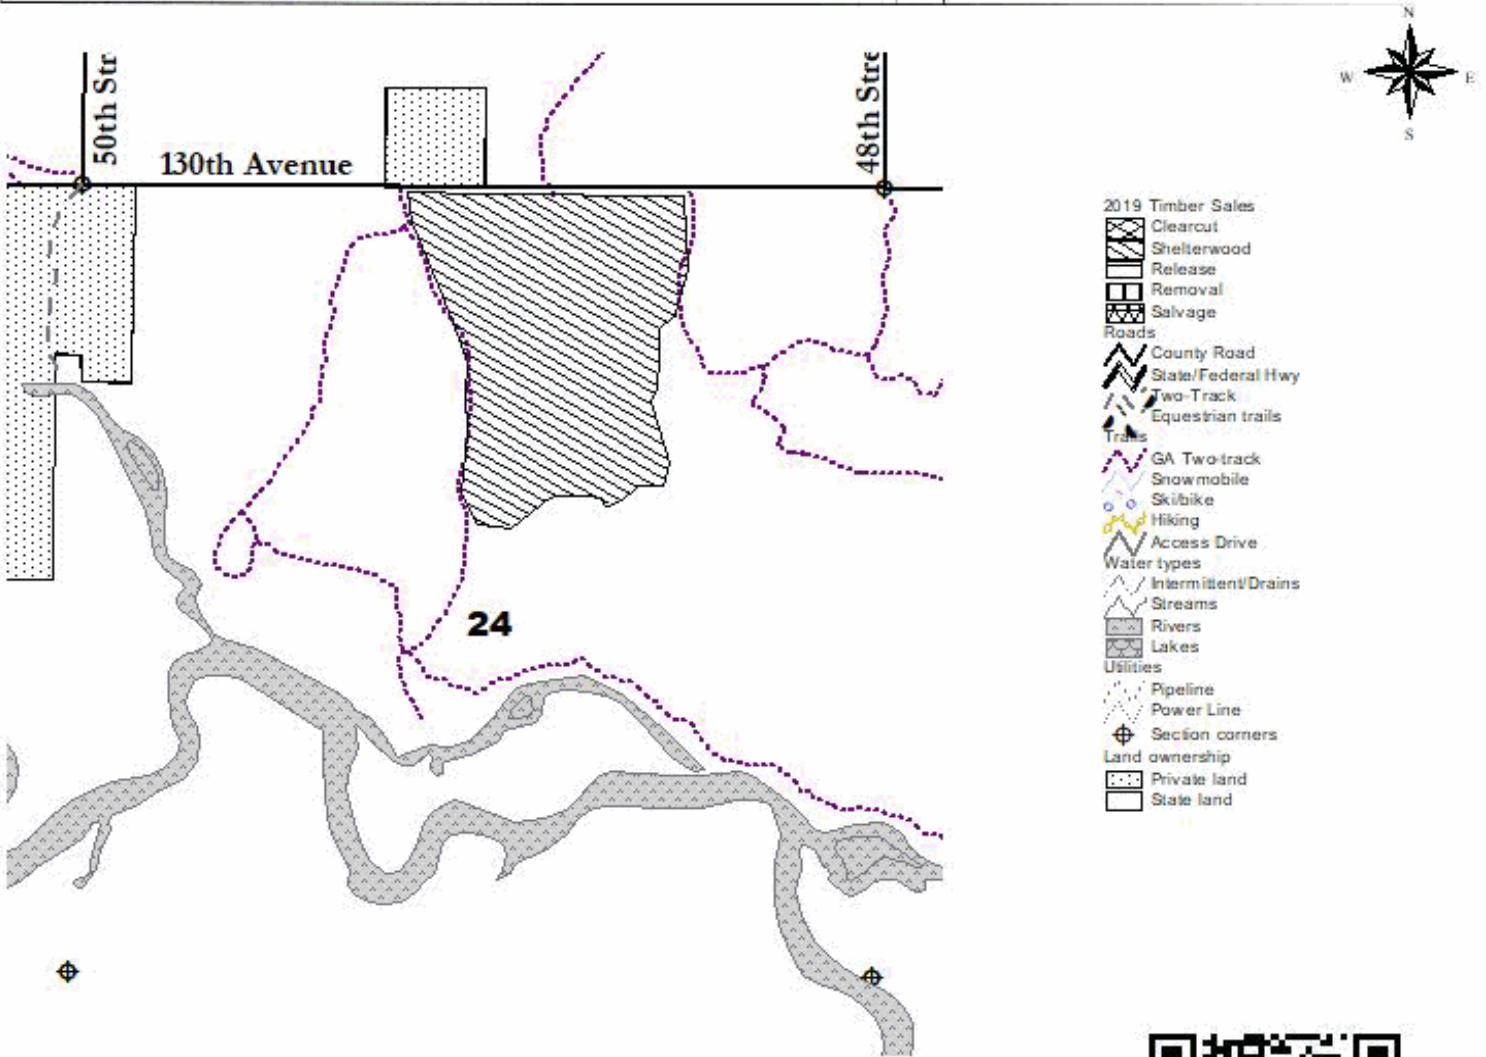 N
W E
S
50th Str
48th Stre
130th Avenue
24
2019 Timber Sales
Clearcut
Shelterwood
Release
Removal
Salvage
Roads
County Road
State/Federal Hwy
Two-Track
Equestrian trails
Trails
GA Two-track
Snowmobile
Ski/bike
Hiking
Access Drive
Water types
Intermittent/Drains
Streams
Rivers
Lakes
Utilities
Pipeline
Power Line
Section corners
Land ownership
Private land
State land